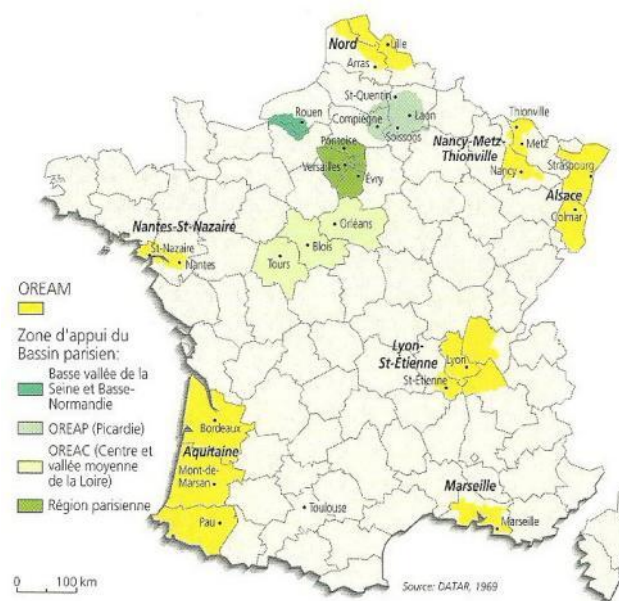 Nord
Lille
Arras
St-Quentin
Rouen
Compiègne
Laon
Soissons
Thionville
Pontoise
Nancy-Metz-
Thionville
Metz
Versailles
Strasbourg
Evry
Nancy
Alsace
Orléans
Colmar
Nantes-St-Nazaire
Blois
St-Nazaire
Tours
Nantes
OREAM
Zone d'appui du
Bassin parisien:
Basse vallée de la
Seine et Basse-
Normandie
OREAP (Picardie)
OREAC (Centre et
vallée moyenne
de la Loire)
Région parisienne
Lyon-
St-Étienne
Lyon
St-Étienne
Bordeaux
Aquitaine
Mont-de-
Marsan
Marseille
Toulouse
Pau
Marseille
0 100 km
Source: DATAR, 1969